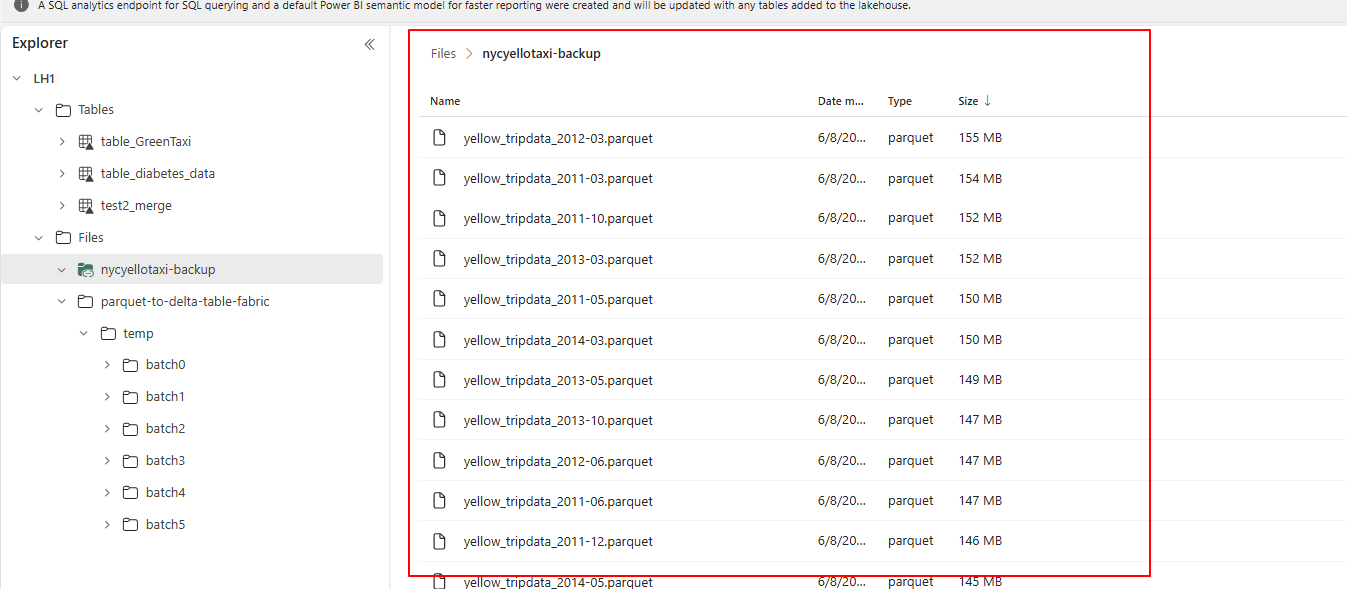 A SQL analytics endpoint for SQL querying and a default Power BI semantic model for faster reporting were created and will be updated with any tables added to the lakehouse.
Explorer
LH1
Tables
table_GreenTaxi
table_diabetes_data
test2_merge
Files
nycyellotaxi-backup
parquet-to-delta-table-fabric
temp
batch0
batch1
batch2
batch3
batch4
batch5
Files > nycyellotaxi-backup
Name Date m... Type Size ↓
yellow_tripdata_2012-03.parquet 6/8/20... parquet 155 MB
yellow_tripdata_2011-03.parquet 6/8/20... parquet 154 MB
yellow_tripdata_2011-10.parquet 6/8/20... parquet 152 MB
yellow_tripdata_2013-03.parquet 6/8/20... parquet 152 MB
yellow_tripdata_2011-05.parquet 6/8/20... parquet 150 MB
yellow_tripdata_2014-03.parquet 6/8/20... parquet 150 MB
yellow_tripdata_2013-05.parquet 6/8/20... parquet 149 MB
yellow_tripdata_2013-10.parquet 6/8/20... parquet 147 MB
yellow_tripdata_2012-06.parquet 6/8/20... parquet 147 MB
yellow_tripdata_2011-06.parquet 6/8/20... parquet 147 MB
yellow_tripdata_2011-12.parquet 6/8/20... parquet 146 MB
yellow_tripdata_2014-05.parquet 6/8/20... parquet 145 MB